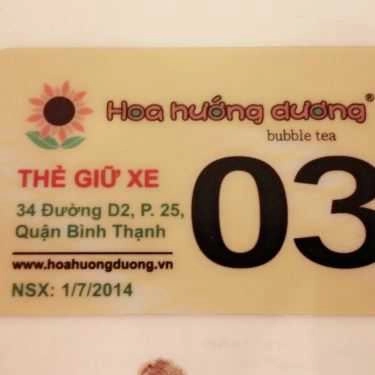 Hoa hướng dương®
bubble tea
THẺ GIỮ XE
34 Đường D2, P. 25,
Quận Bình Thạnh
03
www.hoahuongduong.vn
NSX: 1/7/2014